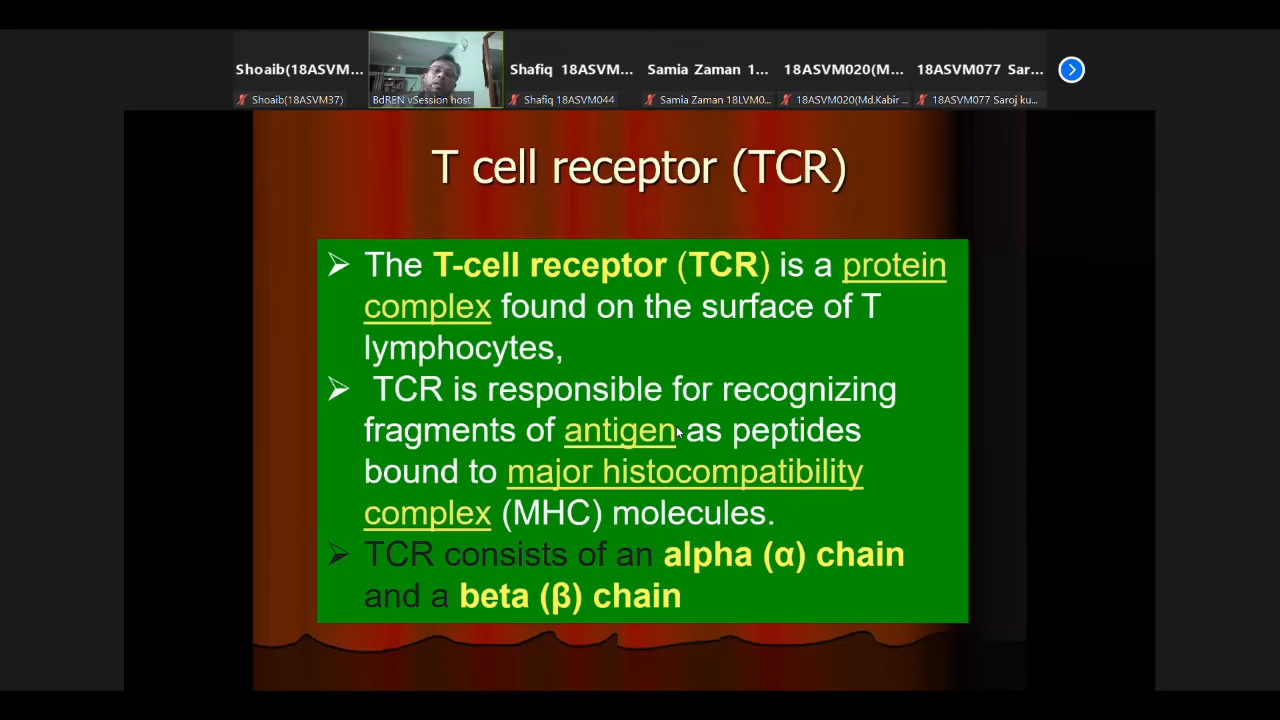 Shoaib(18ASVM...
Shafiq 18ASVM...
Samia Zaman 1...
18ASVM020(M...
18ASVM077 Sar...
Shoaib(18ASVM37)
BdREN vSession host
Shafiq 18ASVM044
Samia Zaman 18LVM0...
18ASVM020(Md.Kabir ...
18ASVM077 Saroj ku...
T cell receptor (TCR)
➢ The T-cell receptor (TCR) is a protein
complex found on the surface of T
lymphocytes,
➢ TCR is responsible for recognizing
fragments of antigen as peptides
bound to major histocompatibility
complex (MHC) molecules.
➢ TCR consists of an alpha (α) chain
and a beta (β) chain